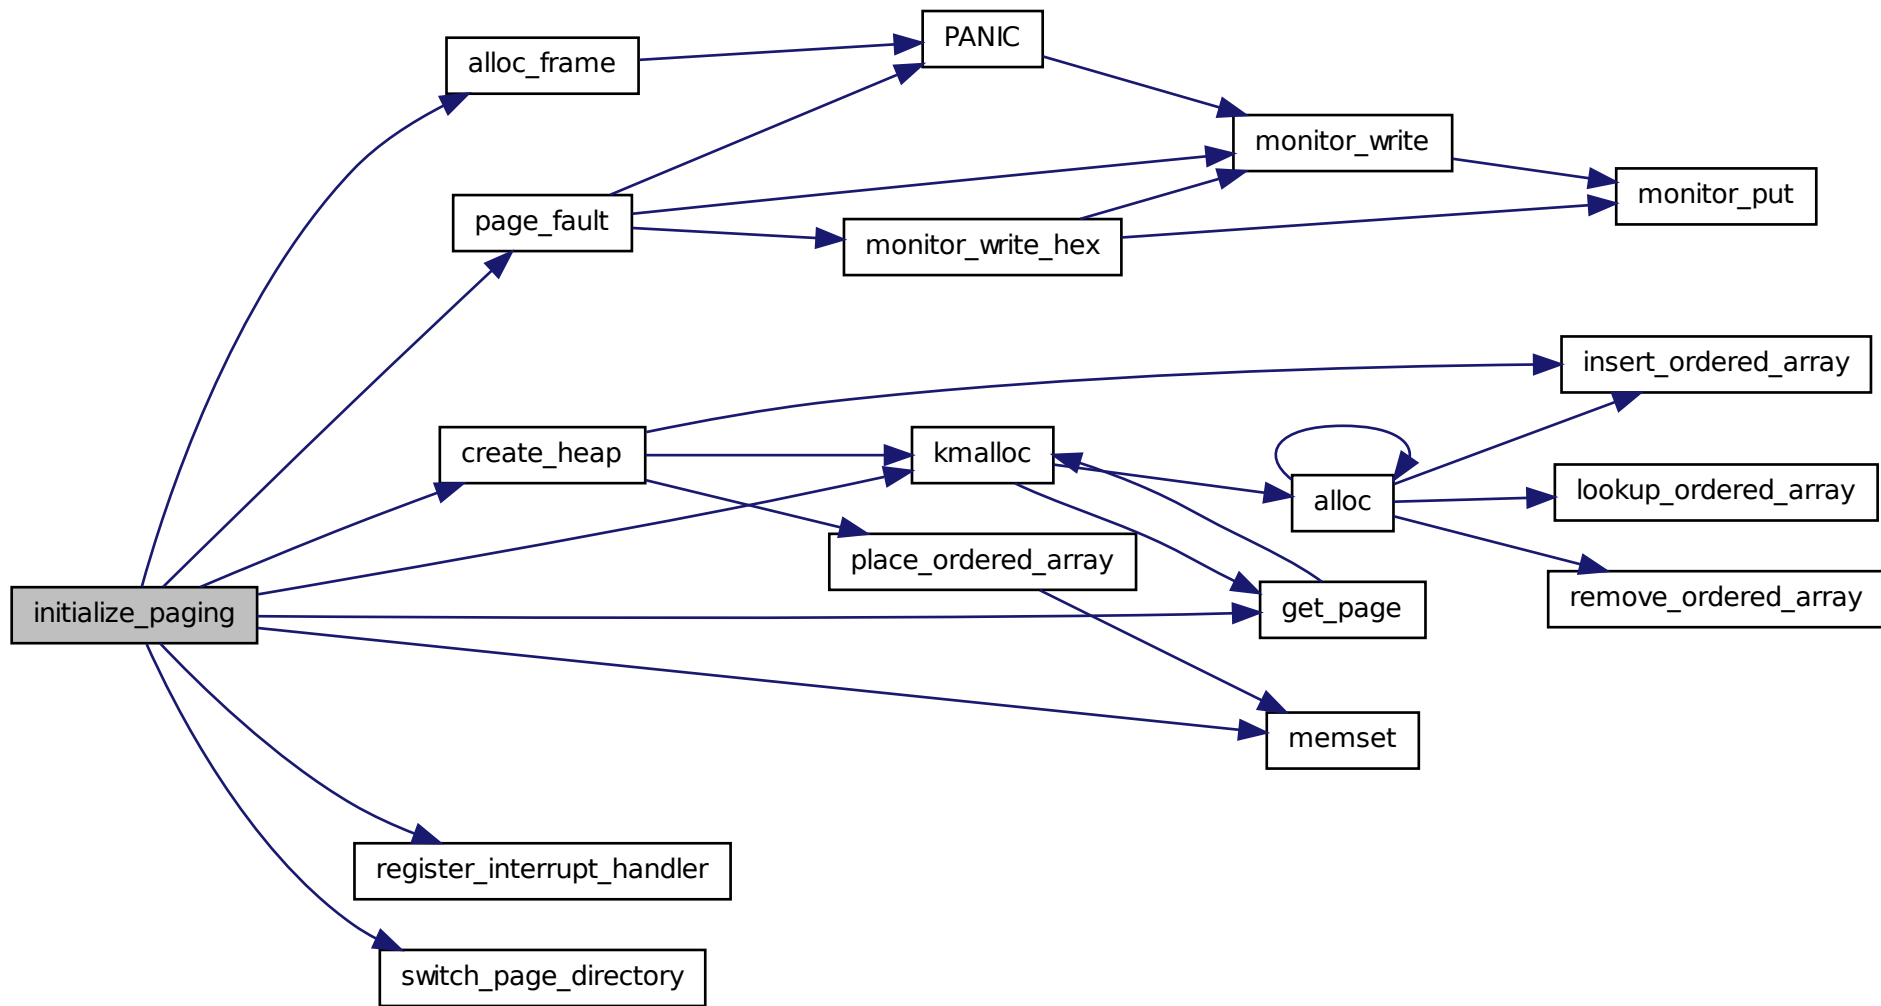 PANIC
alloc_frame
monitor_write
monitor_put
page_fault
monitor_write_hex
insert_ordered_array
create_heap
kmalloc
lookup_ordered_array
alloc
place_ordered_array
remove_ordered_array
get_page
initialize_paging
memset
register_interrupt_handler
switch_page_directory